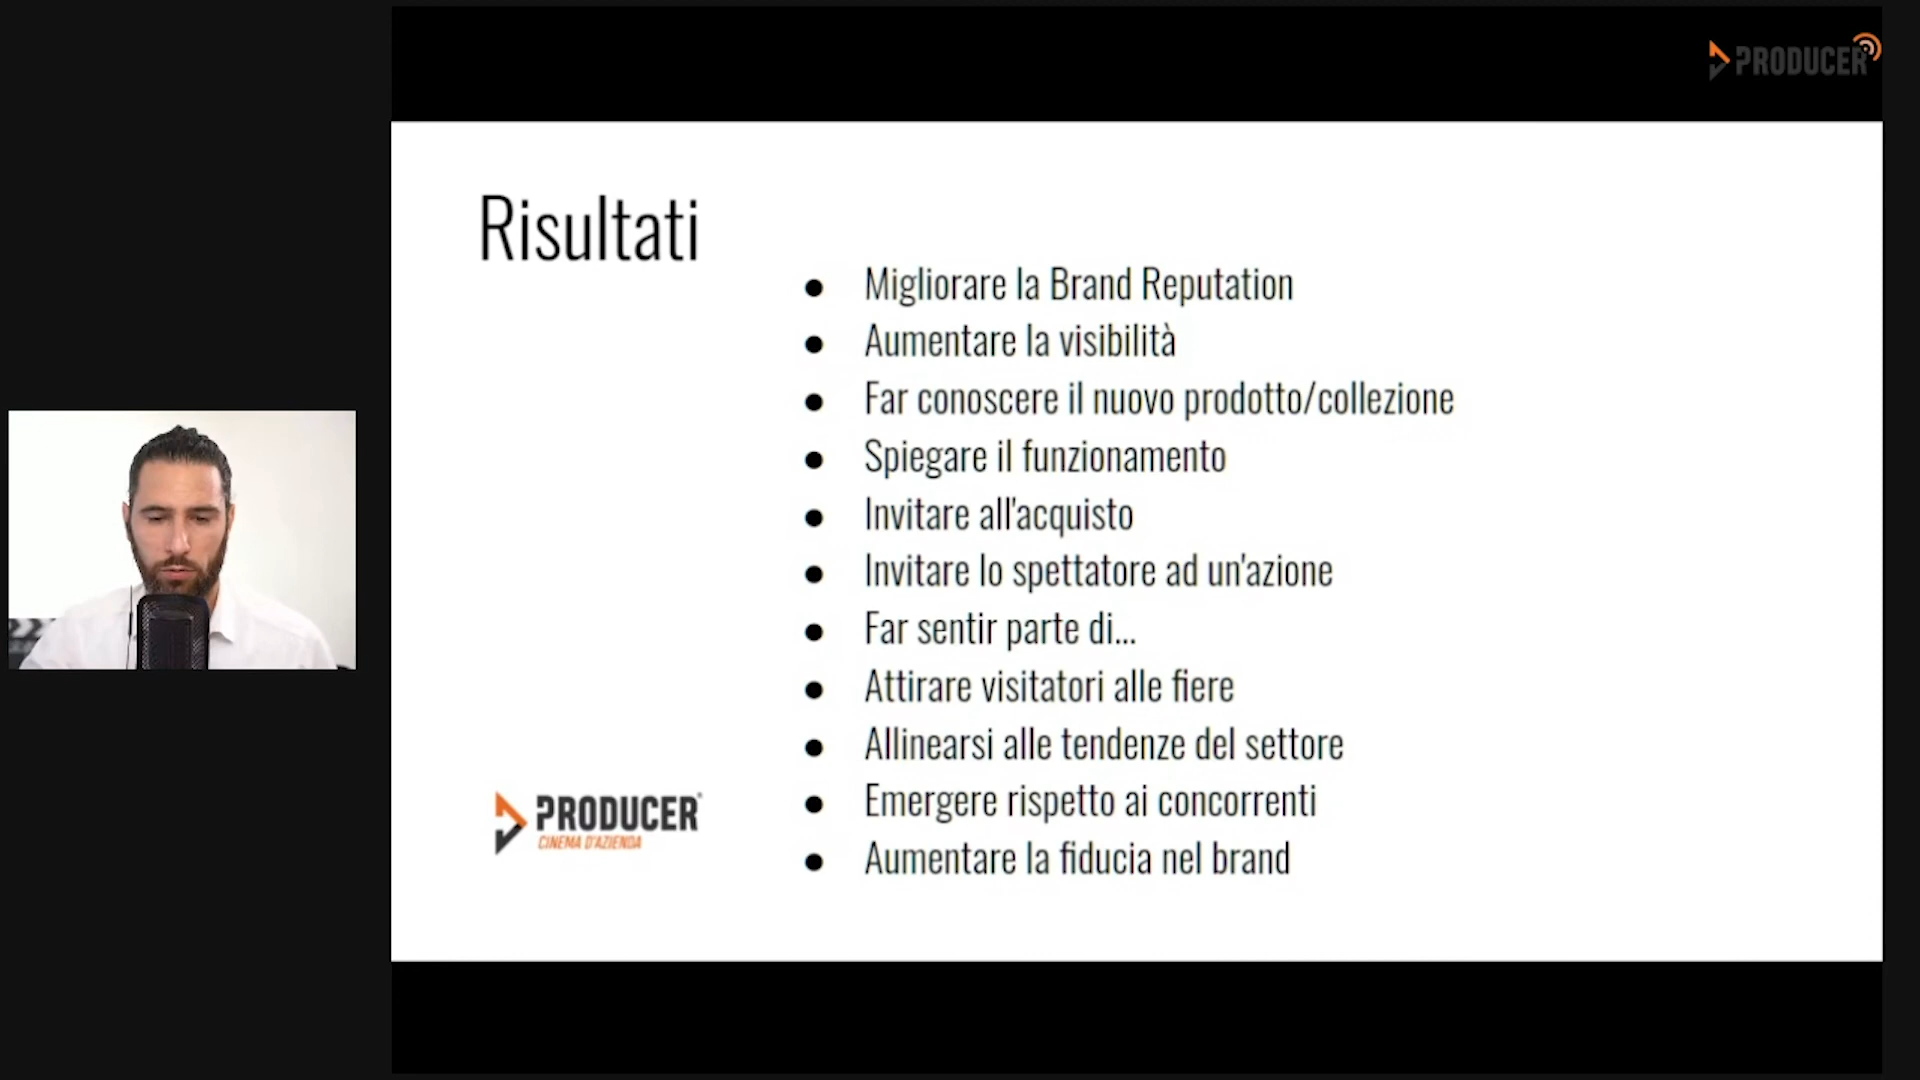 PRODUCER
Risultati
● Migliorare la Brand Reputation
● Aumentare la visibilità
● Far conoscere il nuovo prodotto/collezione
● Spiegare il funzionamento
● Invitare all'acquisto
● Invitare lo spettatore ad un'azione
● Far sentir parte di...
● Attirare visitatori alle fiere
● Allinearsi alle tendenze del settore
● Emergere rispetto ai concorrenti
● Aumentare la fiducia nel brand
PRODUCER®
CINEMA D'AZIENDA